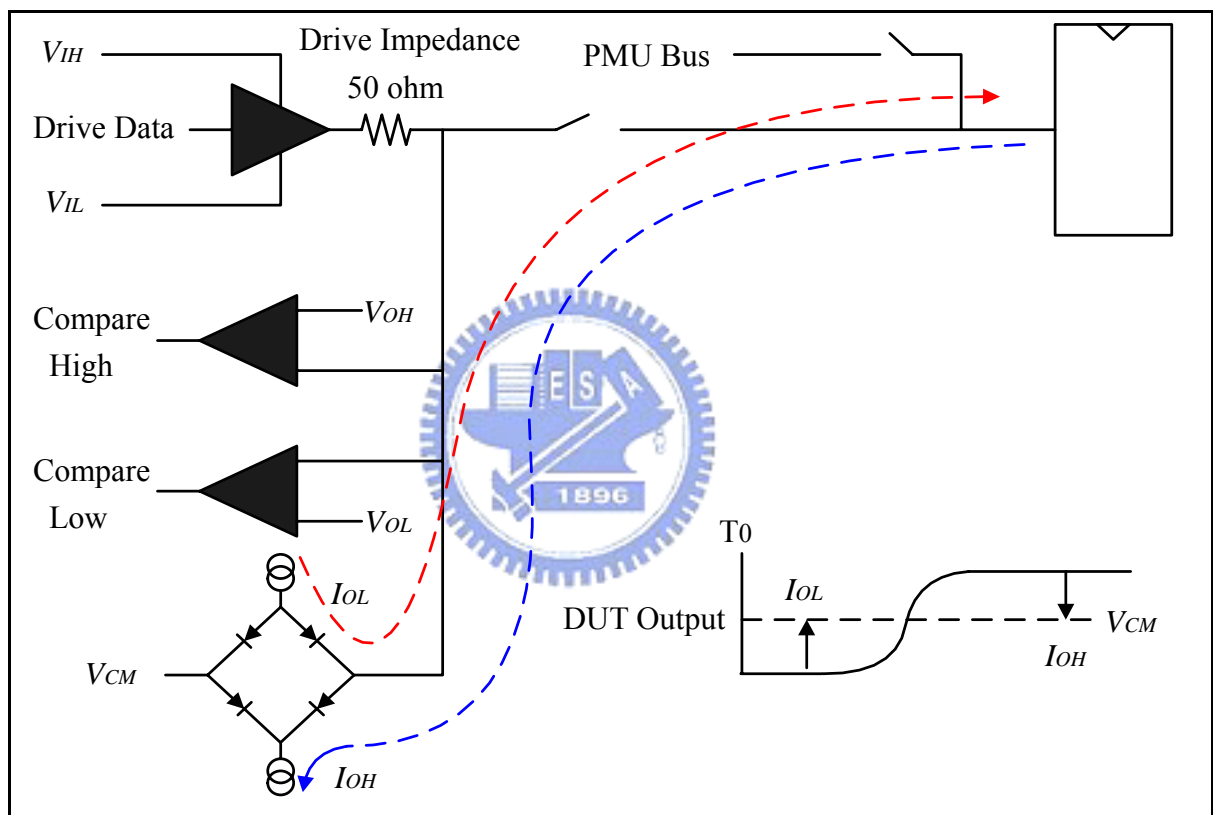 Drive Impedance
50 ohm
VIH
Drive Data
VIL
PMU Bus
Compare
High
VOH
Compare
Low
VOL
E S A
1896
IOL
VCM
IOH
T0
DUT Output
IOL
VCM
IOH